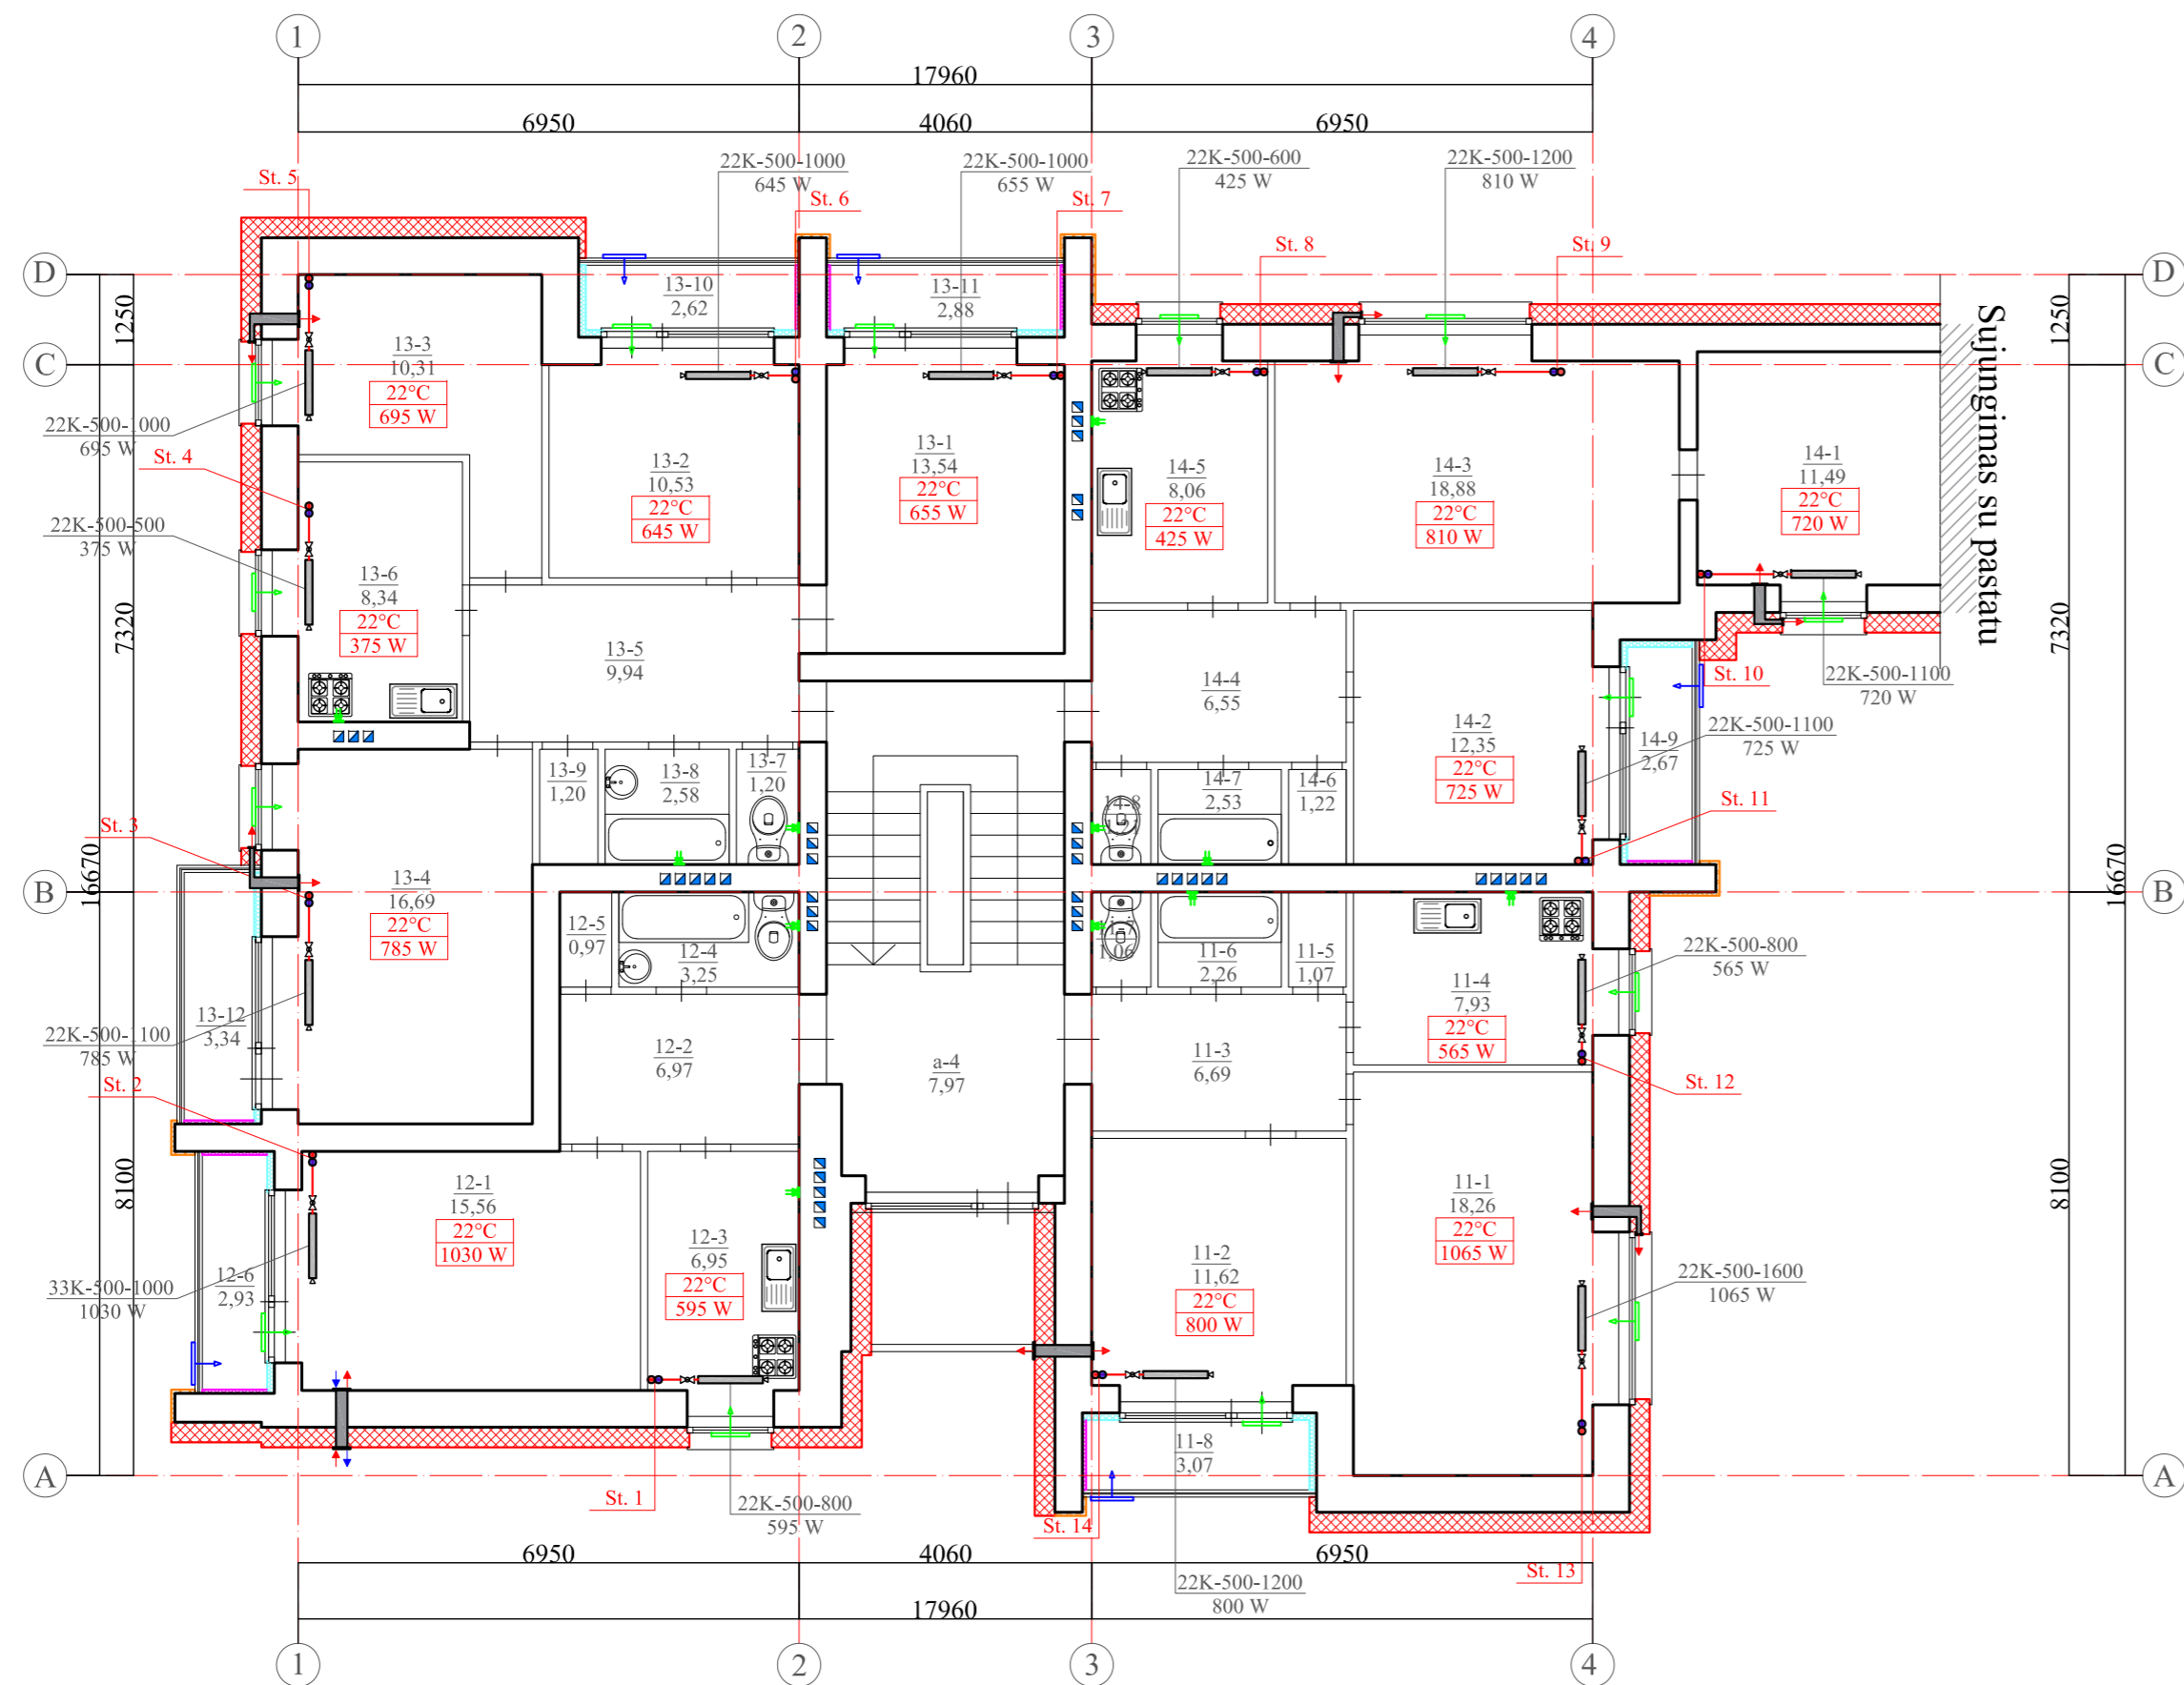 1
2
3
4
17960
6950
4060
6950
22K-500-1000
645 W
22K-500-1000
655 W
22K-500-600
425 W
22K-500-1200
810 W
St. 5
St. 6
St. 7
St. 8
St. 9
D
D
1250
1250
C
C
Sujungimas su pastatu
13-10
2,62
13-11
2,88
13-3
10,31
22°C
695 W
22K-500-1000
695 W
St. 4
13-2
10,53
22°C
645 W
13-1
13,54
22°C
655 W
14-5
8,06
22°C
425 W
14-3
18,88
22°C
810 W
14-1
11,49
22°C
720 W
22K-500-500
375 W
13-6
8,34
22°C
375 W
7320
7320
13-5
9,94
14-4
6,55
St. 10
22K-500-1100
720 W
14-2
12,35
22°C
725 W
14-9
2,67
22K-500-1100
725 W
13-9
1,20
13-8
2,58
13-7
1,20
14-7
2,53
14-6
1,22
St. 11
St. 3
16670
16670
B
B
13-4
16,69
22°C
785 W
12-5
0,97
12-4
3,25
1,06
11-6
2,26
11-5
1,07
11-4
7,93
22°C
565 W
22K-500-800
565 W
13-12
3,34
22K-500-1100
785 W
St. 2
12-2
6,97
a-4
7,97
11-3
6,69
St. 12
8100
8100
12-1
15,56
22°C
1030 W
12-3
6,95
22°C
595 W
11-2
11,62
22°C
800 W
11-1
18,26
22°C
1065 W
12-6
2,93
33K-500-1000
1030 W
22K-500-1600
1065 W
11-8
3,07
A
A
St. 1
22K-500-800
595 W
St. 14
St. 13
22K-500-1200
800 W
6950
4060
6950
17960
1
2
3
4